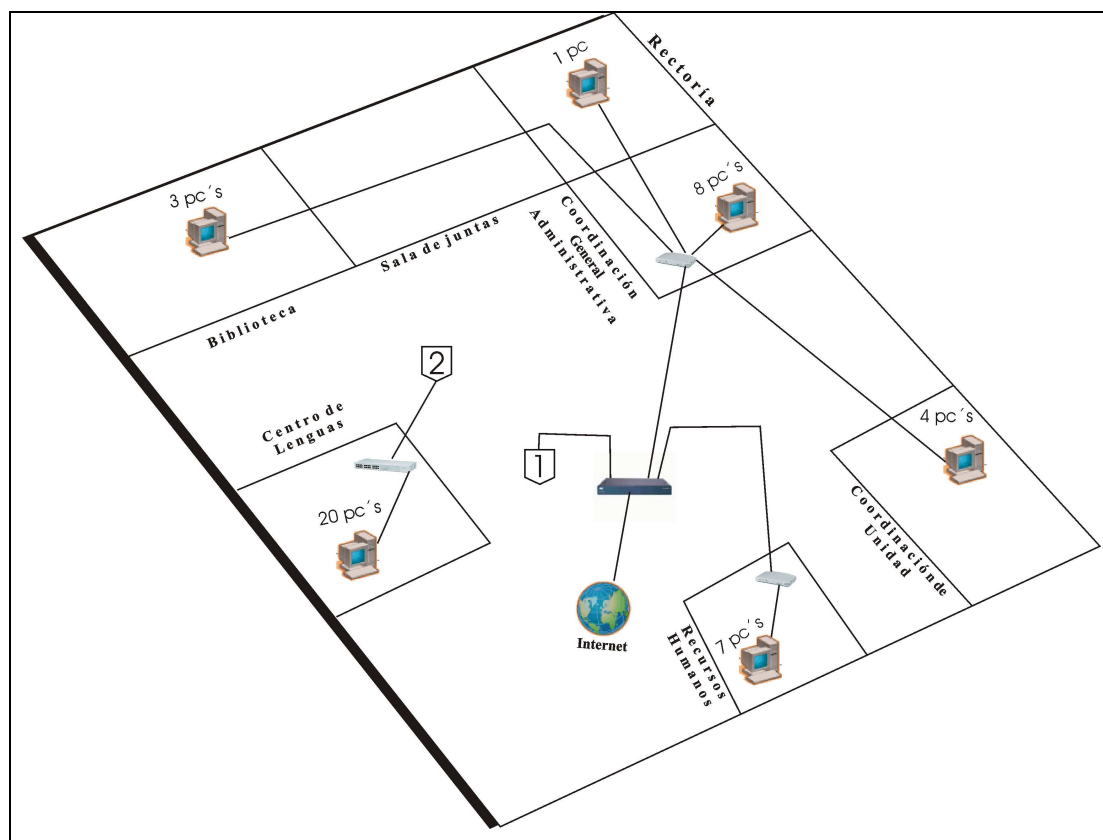 1 pc
Rectoría
3 pc´s
8 pc´s
Coordinación
General
Administrativa
Sala de juntas
Biblioteca
2
Centro de
Lenguas
4 pc´s
1
20 pc´s
Coordinaciónde
Unidad
Internet
7 pc´s
Recursos
Humanos